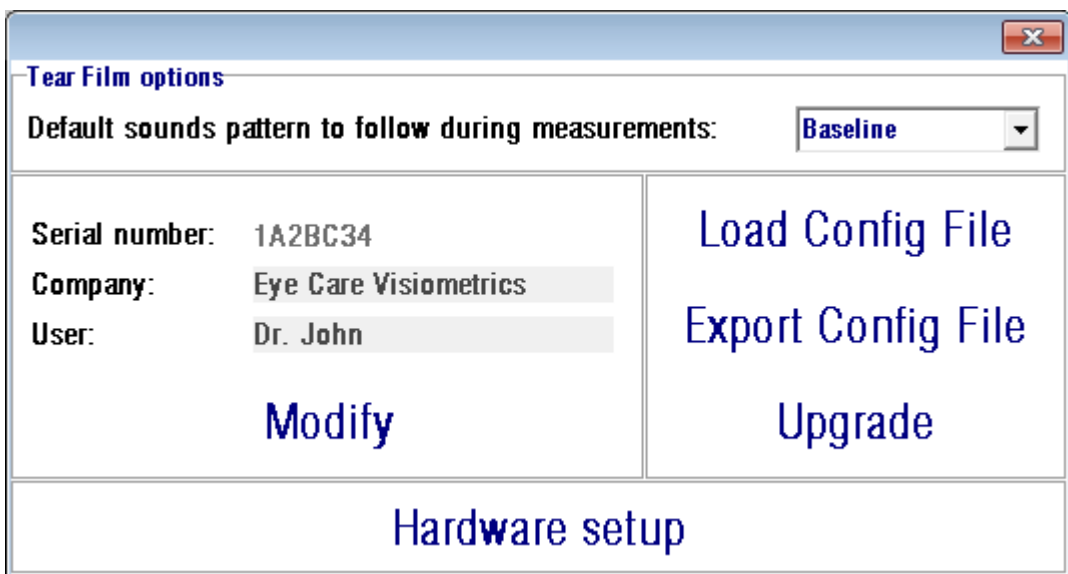 Tear Film options
Default sounds pattern to follow during measurements: Baseline
Serial number: 1A2BC34
Company: Eye Care Visiometrics
User: Dr. John
Modify
Load Config File
Export Config File
Upgrade
Hardware setup